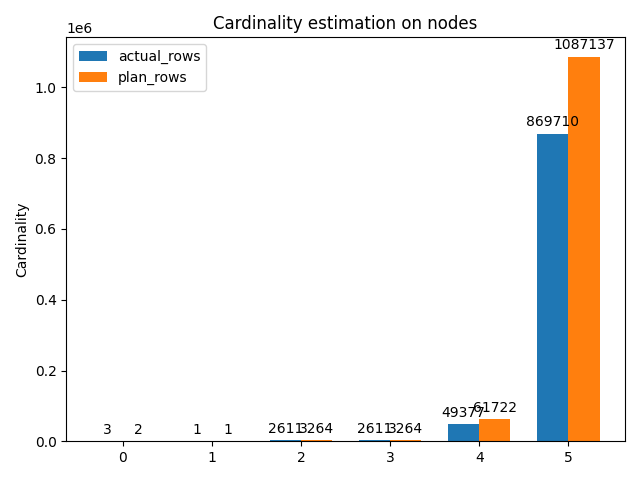 Cardinality estimation on nodes
1e6
actual_rows
plan_rows
Cardinality
1.0
0.8
0.6
0.4
0.2
0.0
3 2 1 1 2611 3264 2611 3264 49377 61722 869710 1087137
0 1 2 3 4 5